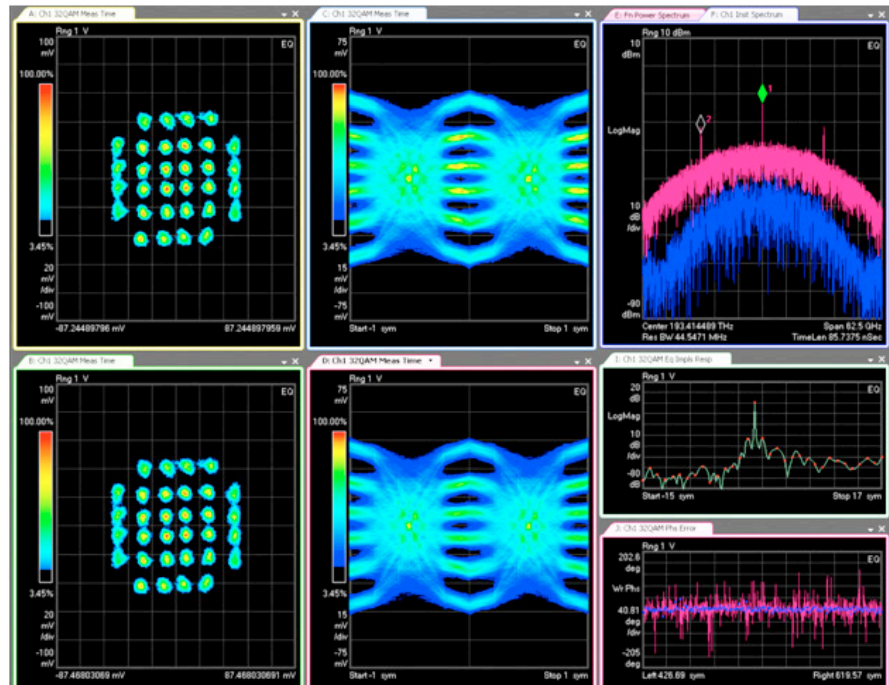 A: Ch1 32QAM Meas Time
Rng 1 V
100
mV
EQ
100.00%
3.45%
20
mV
/div
-100
mV
-87.24489796 mV
87.244897959 mV
C: Ch1 32QAM Meas Time
Rng 1 V
75
mV
EQ
100.00%
3.45%
15
mV
/div
-75
mV
Start -1 sym
Stop 1 sym
E: Fn Power Spectrum
F: Ch1 Inst Spectrum
Rng 10 dBm
10
dBm
EQ
1
2
LogMag
10
dB
/div
-90
dBm
Center 193.414489 THz
Span 62.5 GHz
Res BW 44.5471 MHz
TimeLen 85.7375 nSec
B: Ch1 32QAM Meas Time
Rng 1 V
100
mV
EQ
100.00%
3.45%
20
mV
/div
-100
mV
-87.46803069 mV
87.468030691 mV
D: Ch1 32QAM Meas Time
Rng 1 V
75
mV
EQ
100.00%
3.45%
15
mV
/div
-75
mV
Start -1 sym
Stop 1 sym
I: Ch1 32QAM Eq Impls Resp
Rng 1 V
20
dB
EQ
LogMag
20
dB
/div
-80
dB
Start -15 sym
Stop 17 sym
J: Ch1 32QAM Phs Error
Rng 1 V
202.6
deg
EQ
Wr Phs
40.81
deg
/div
-205
deg
Left 426.69 sym
Right 619.57 sym